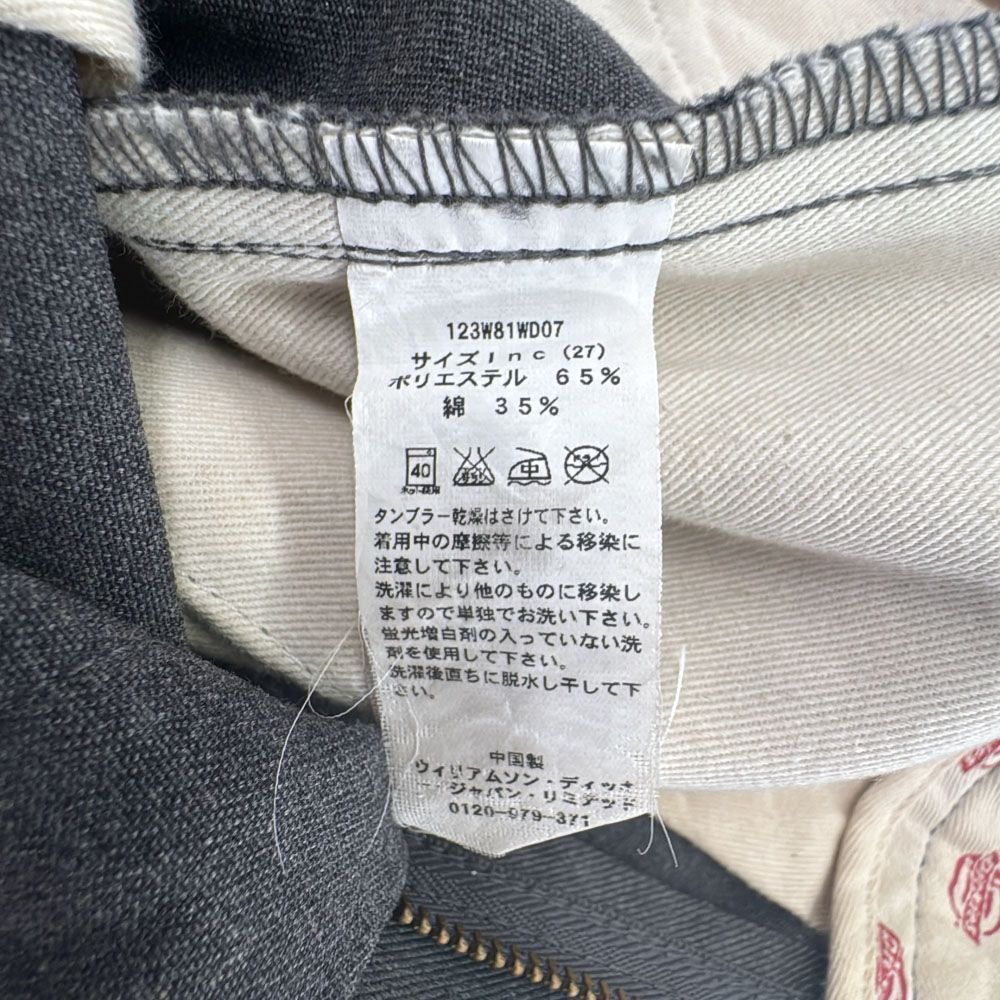 123W81WD07
サイズInc (27)
ポリエステル 65%
綿 35%
40
ネット使用
中
タンブラー乾燥はさけて下さい。
着用中の摩擦等による移染に
注意して下さい。
洗濯により他のものに移染し
ますので単独でお洗い下さい。
蛍光増白剤の入っていない洗
剤を使用して下さい。
洗濯後直ちに脱水し干して下
さい。
中国製
ウィリアムソン・ディッキー
ジャパン・リミテッド
0120-979-371